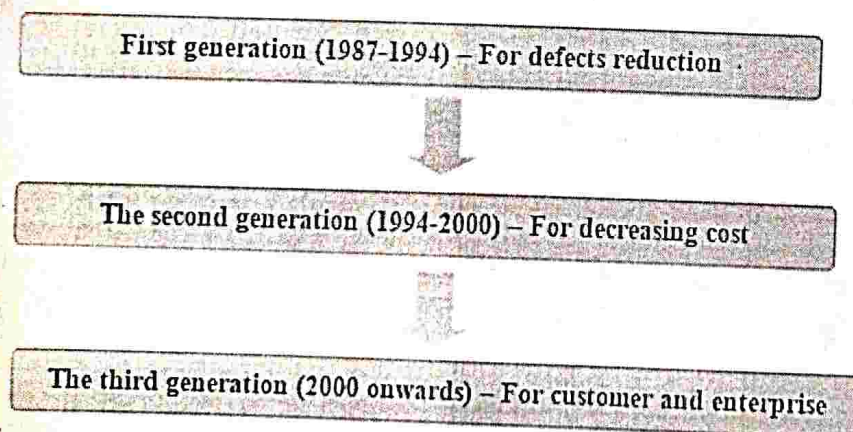 First generation (1987-1994) – For defects reduction
The second generation (1994-2000) – For decreasing cost
The third generation (2000 onwards) – For customer and enterprise